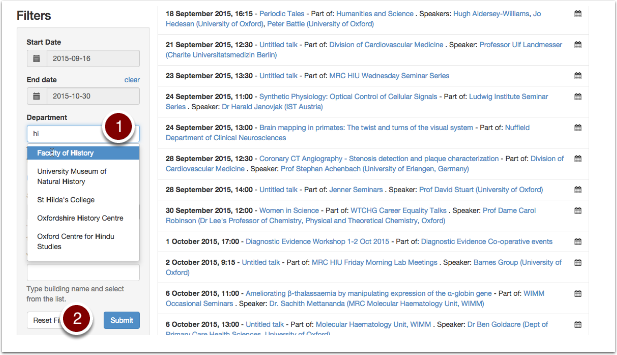 Filters
Start Date
2015-09-16
End date clear
2015-10-30
Department
1
hi
Faculty of History
University Museum of
Natural History
St Hilda's College
Oxfordshire History Centre
Oxford Centre for Hindu
Studies
Type building name and select
from the list.
2
Reset Submit
18 September 2015, 16:15 - Periodic Tales - Part of: Humanities and Science . Speakers: Hugh Aldersey-Williams, Jo
Hedesan (University of Oxford), Peter Battle (University of Oxford)
21 September 2015, 12:30 - Untitled talk - Part of: Division of Cardiovascular Medicine . Speaker: Professor Ulf Landmesser
(Charite Universitatsmedizin Berlin)
23 September 2015, 13:30 - Untitled talk - Part of: MRC HIU Wednesday Seminar Series
24 September 2015, 11:00 - Synthetic Physiology: Optical Control of Cellular Signals - Part of: Ludwig Institute Seminar
Series . Speaker: Dr Harald Janovjak (IST Austria)
24 September 2015, 13:00 - Brain mapping in primates: The twist and turns of the visual system - Part of: Nuffield
Department of Clinical Neurosciences
28 September 2015, 12:30 - Coronary CT Angiography - Stenosis detection and plaque characterization - Part of: Division of
Cardiovascular Medicine . Speaker: Prof Stephan Achenbach (University of Erlangen, Germany)
28 September 2015, 14:00 - Untitled talk - Part of: Jenner Seminars . Speaker: Prof David Stuart (University of Oxford)
30 September 2015, 12:00 - Women in Science - Part of: WTCHG Career Equality Talks . Speaker: Prof Dame Carol
Robinson (Dr Lee's Professor of Chemistry, Physical and Theoretical Chemistry, Oxford)
1 October 2015, 17:00 - Diagnostic Evidence Workshop 1-2 Oct 2015 - Part of: Diagnostic Evidence Co-operative events
2 October 2015, 9:15 - Untitled talk - Part of: MRC HIU Friday Morning Lab Meetings . Speaker: Barnes Group (University of
Oxford)
6 October 2015, 11:00 - Ameliorating β-thalassaemia by manipulating expression of the α-globin gene - Part of: WIMM
Occasional Seminars . Speaker: Dr. Sachith Mettananda (MRC Molecular Haematology Unit, WIMM)
6 October 2015, 13:00 - Untitled talk - Part of: Molecular Haematology Unit, WIMM . Speaker: Dr Ben Goldacre (Dept of
Primary Care Health Sciences, University of Oxford)